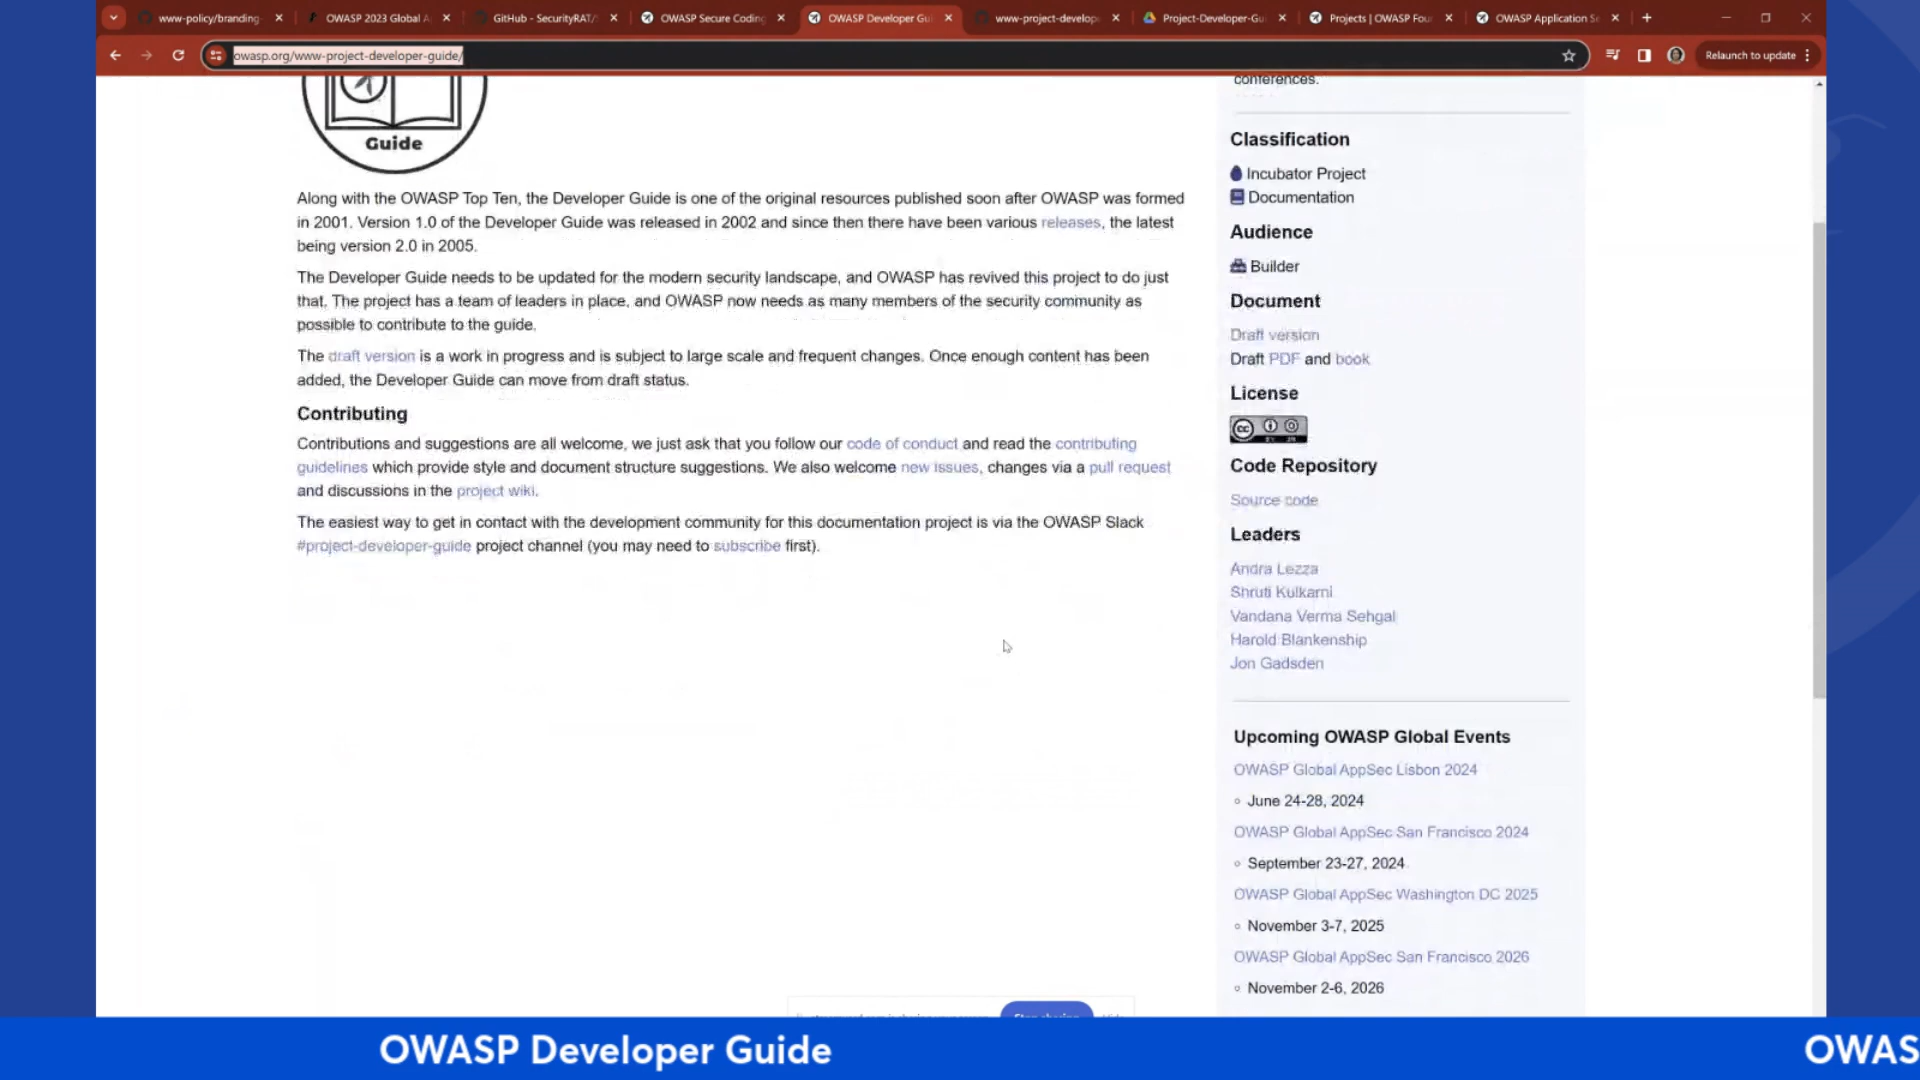 www-policy/branding
OWASP 2023 Global A
GitHub - SecurityRAT/
OWASP Secure Coding
OWASP Developer Gui
www-project-develop
Project-Developer-Gu
Projects | OWASP Fou
OWASP Application Se
owasp.org/www-project-developer-guide/
Relaunch to update
Guide
Along with the OWASP Top Ten, the Developer Guide is one of the original resources published soon after OWASP was formed
in 2001. Version 1.0 of the Developer Guide was released in 2002 and since then there have been various releases, the latest
being version 2.0 in 2005.
The Developer Guide needs to be updated for the modern security landscape, and OWASP has revived this project to do just
that. The project has a team of leaders in place, and OWASP now needs as many members of the security community as
possible to contribute to the guide.
The draft version is a work in progress and is subject to large scale and frequent changes. Once enough content has been
added, the Developer Guide can move from draft status.
Contributing
Contributions and suggestions are all welcome, we just ask that you follow our code of conduct and read the contributing
guidelines which provide style and document structure suggestions. We also welcome new issues, changes via a pull request
and discussions in the project wiki.
The easiest way to get in contact with the development community for this documentation project is via the OWASP Slack
#project-developer-guide project channel (you may need to subscribe first).
conferences.
Classification
Incubator Project
Documentation
Audience
Builder
Document
Draft version
Draft PDF and book
License
cc
Code Repository
Source code
Leaders
Andra Lezza
Shruti Kulkarni
Vandana Verma Sehgal
Harold Blankenship
Jon Gadsden
Upcoming OWASP Global Events
OWASP Global AppSec Lisbon 2024
June 24-28, 2024
OWASP Global AppSec San Francisco 2024
September 23-27, 2024
OWASP Global AppSec Washington DC 2025
November 3-7, 2025
OWASP Global AppSec San Francisco 2026
November 2-6, 2026
OWASP Developer Guide
OWAS